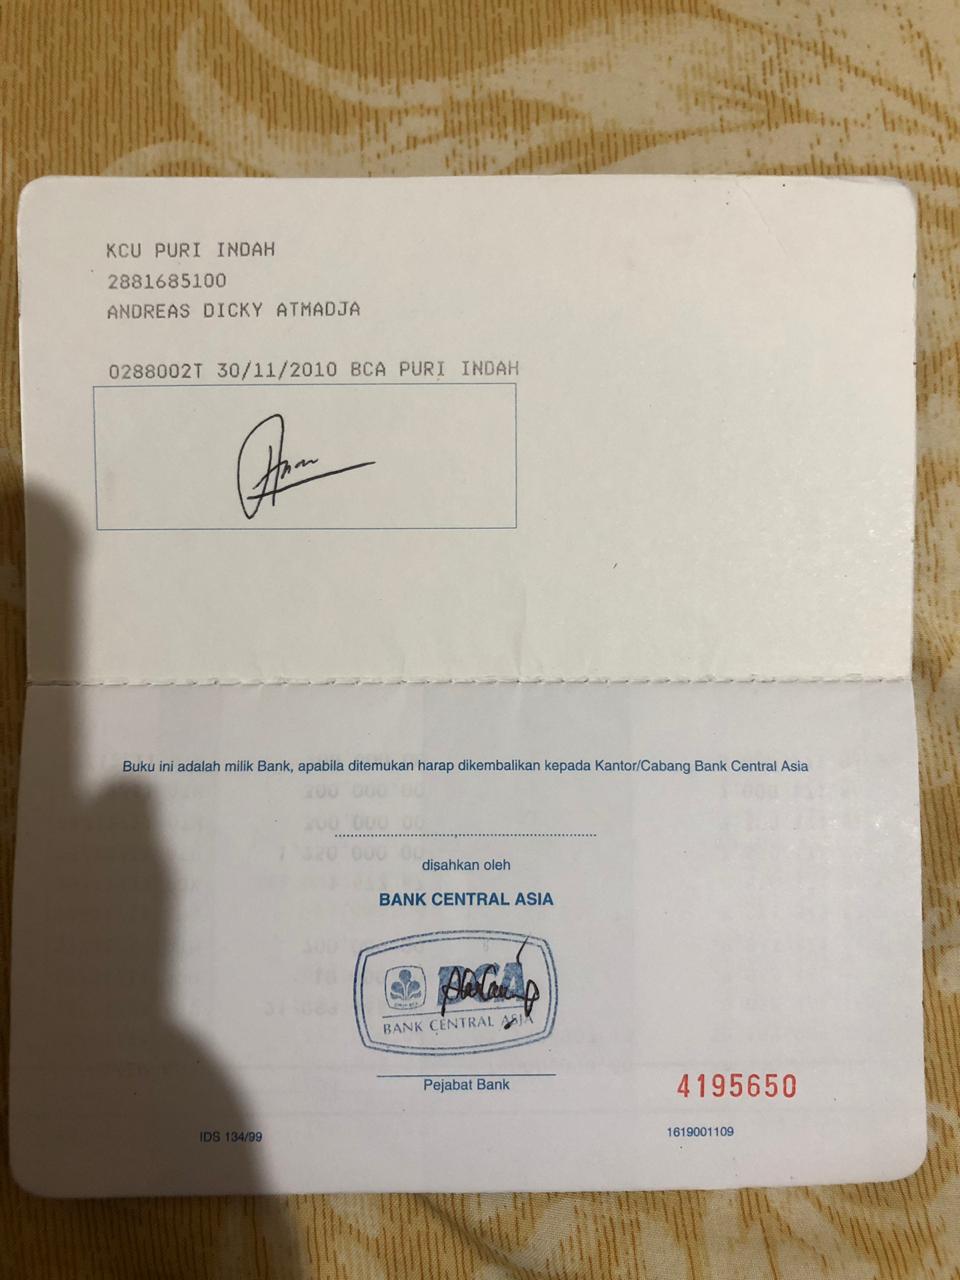 KCU PURI INDAH
2881685100
ANDREAS DICKY ATMADJA
0288002T 30/11/2010 BCA PURI INDAH
Buku ini adalah milik Bank, apabila ditemukan harap dikembalikan kepada Kantor/Cabang Bank Central Asia
disahkan oleh
BANK CENTRAL ASIA
BCA
BANK CENTRAL ASIA
Pejabat Bank
4195650
IDS 134/99
1619001109